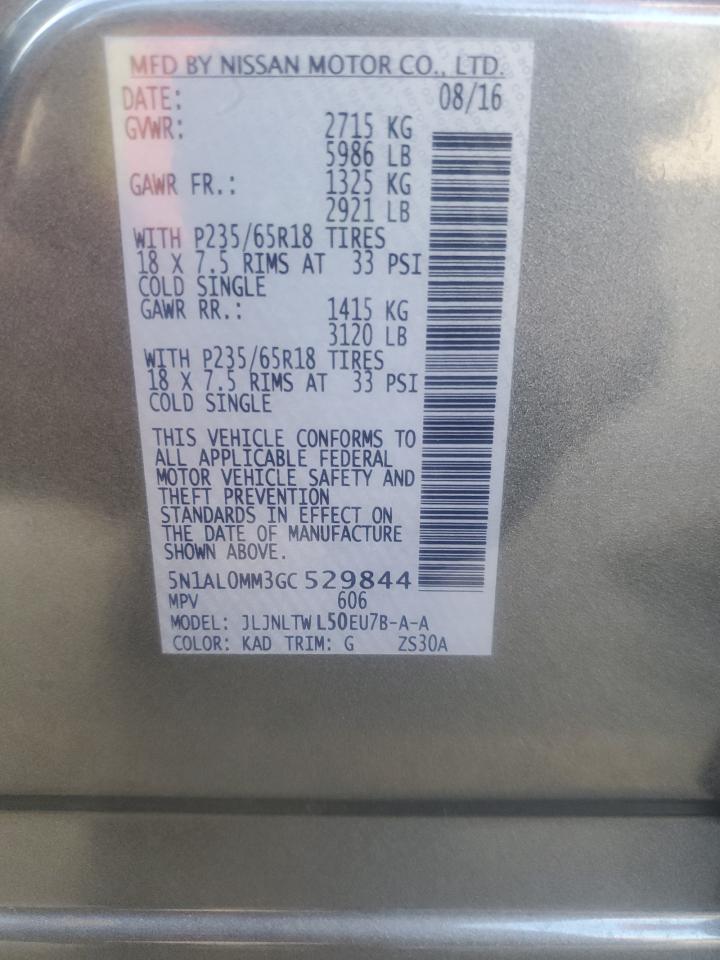 MFD BY NISSAN MOTOR CO., LTD.
DATE: 08/16
GVWR: 2715 KG
5986 LB
GAWR FR.: 1325 KG
2921 LB
WITH P235/65R18 TIRES
18 X 7.5 RIMS AT 33 PSI
COLD SINGLE
GAWR RR.: 1415 KG
3120 LB
WITH P235/65R18 TIRES
18 X 7.5 RIMS AT 33 PSI
COLD SINGLE
THIS VEHICLE CONFORMS TO
ALL APPLICABLE FEDERAL
MOTOR VEHICLE SAFETY AND
THEFT PREVENTION
STANDARDS IN EFFECT ON
THE DATE OF MANUFACTURE
SHOWN ABOVE.
5N1AL0MM3GC529844
MPV 606
MODEL: JLJNLTWL50EU7B-A-A
COLOR: KAD TRIM: G ZS30A